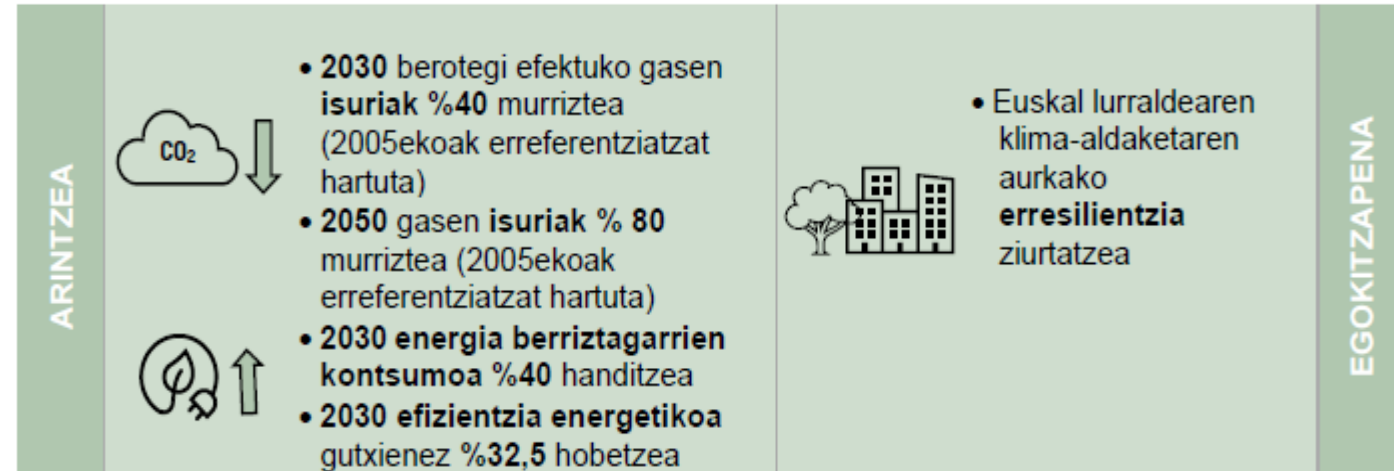 ARINTZEA
CO₂
• 2030 berotegi efektuko gasen
isuriak %40 murriztea
(2005ekoak erreferentziatzat
hartuta)
• 2050 gasen isuriak % 80
murriztea (2005ekoak
erreferentziatzat hartuta)
• 2030 energia berriztagarrien
kontsumoa %40 handitzea
• 2030 efizientzia energetikoa
gutxienez %32,5 hobetzea
• Euskal lurraldearen
klima-aldaketaren
aurkako
erresilientzia
ziurtatzea
EGOKITZAPENA